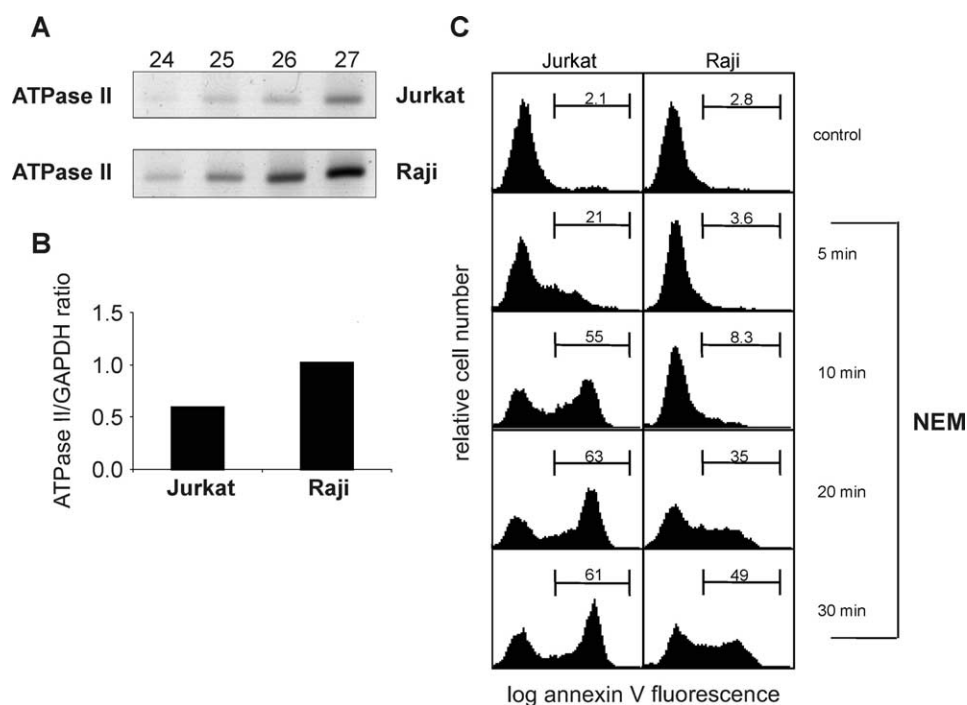 A
24 25 26 27
ATPase II Jurkat
ATPase II Raji
B
ATPase II/GAPDH ratio
1.5
1.0
0.5
0.0
Jurkat Raji
C
Jurkat Raji
2.1 2.8 control
21 3.6 5 min
55 8.3 10 min
63 35 20 min
61 49 30 min
NEM
relative cell number
log annexin V fluorescence